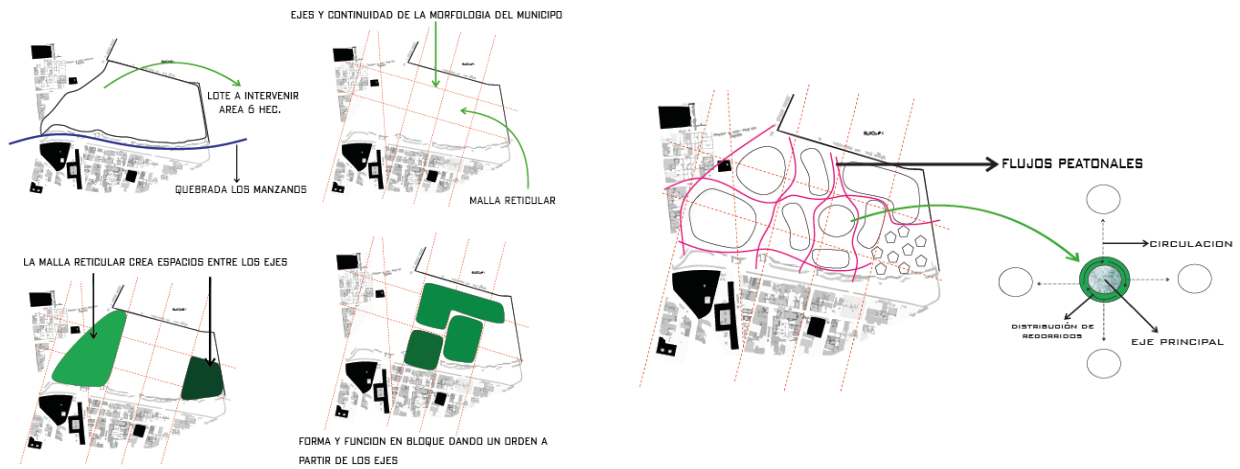 EJES Y CONTINUIDAD DE LA MORFOLOGIA DEL MUNICIPO
LOTE A INTERVENIR
AREA 6 HEC.
QUEBRADA LOS MANZANOS
MALLA RETICULAR
LA MALLA RETICULAR CREA ESPACIOS ENTRE LOS EJES
FORMA Y FUNCION EN BLOQUE DANDO UN ORDEN A
PARTIR DE LOS EJES
FLUJOS PEATONALES
CIRCULACION
DISTRIBUCIÓN DE
RECORRIDOS
EJE PRINCIPAL